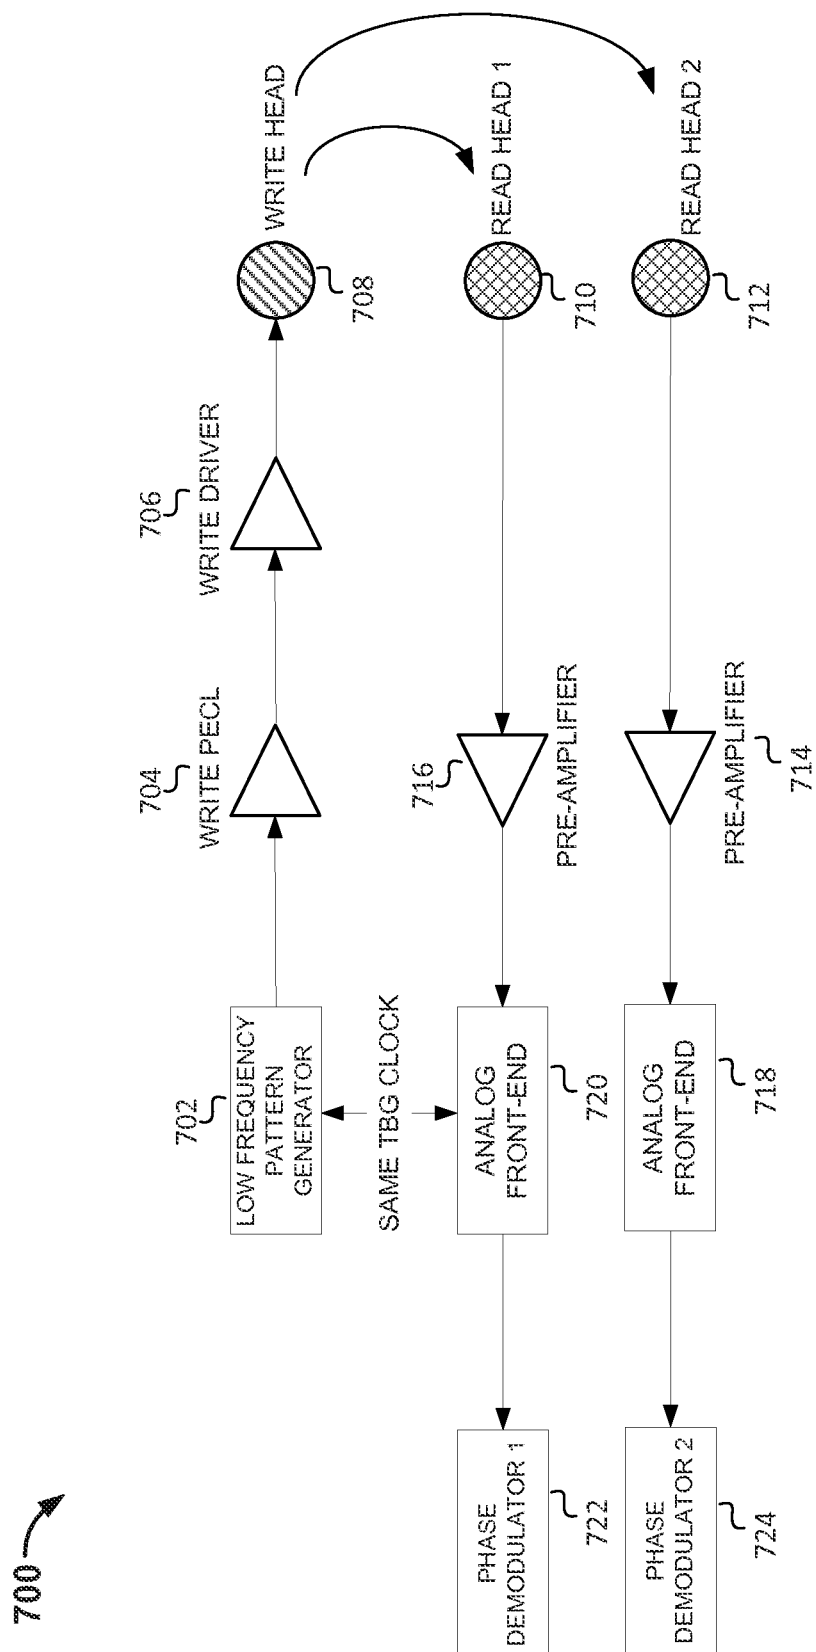 700
702
LOW FREQUENCY
PATTERN
GENERATOR
704
WRITE PECL
706
WRITE DRIVER
WRITE HEAD
708
SAME TBG CLOCK
PHASE
DEMODULATOR 1
722
ANALOG
FRONT-END
720
716
PRE-AMPLIFIER
READ HEAD 1
710
PHASE
DEMODULATOR 2
724
ANALOG
FRONT-END
718
PRE-AMPLIFIER
714
READ HEAD 2
712